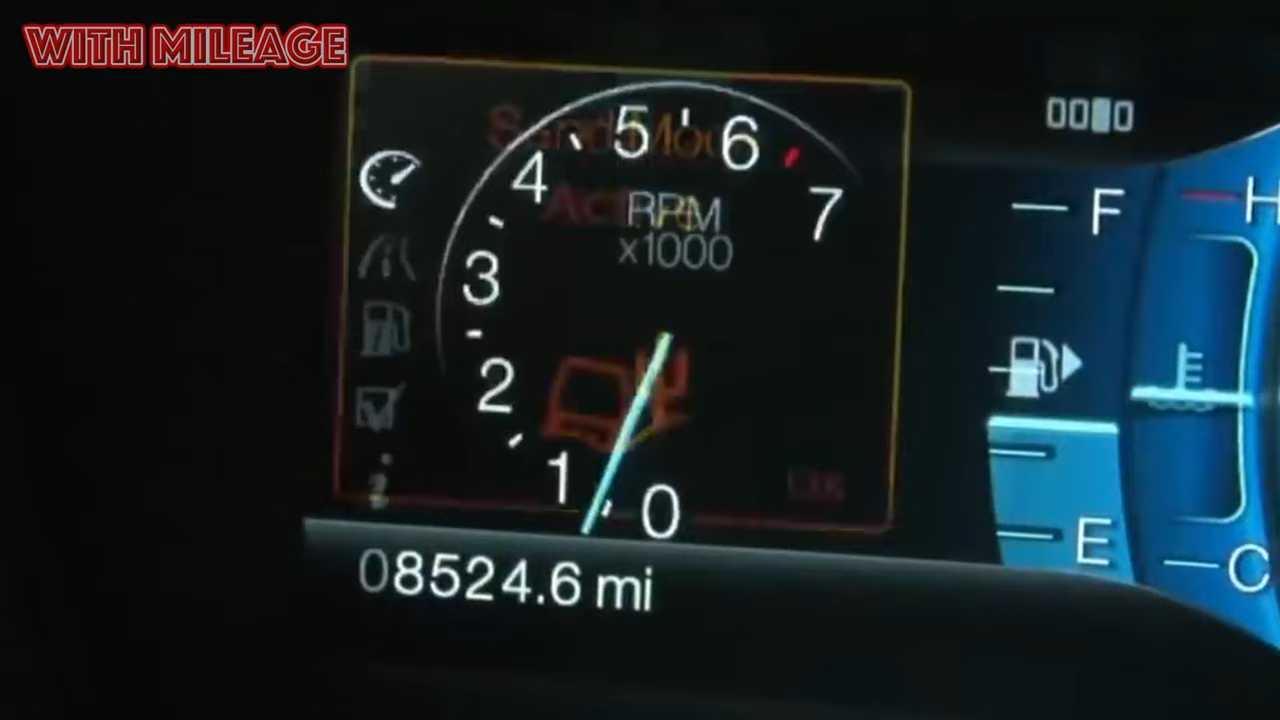 WITH MILEAGE
5 6
4 7
RPM
x1000
3
2
1 0
08524.6 mi
F
E
H
C